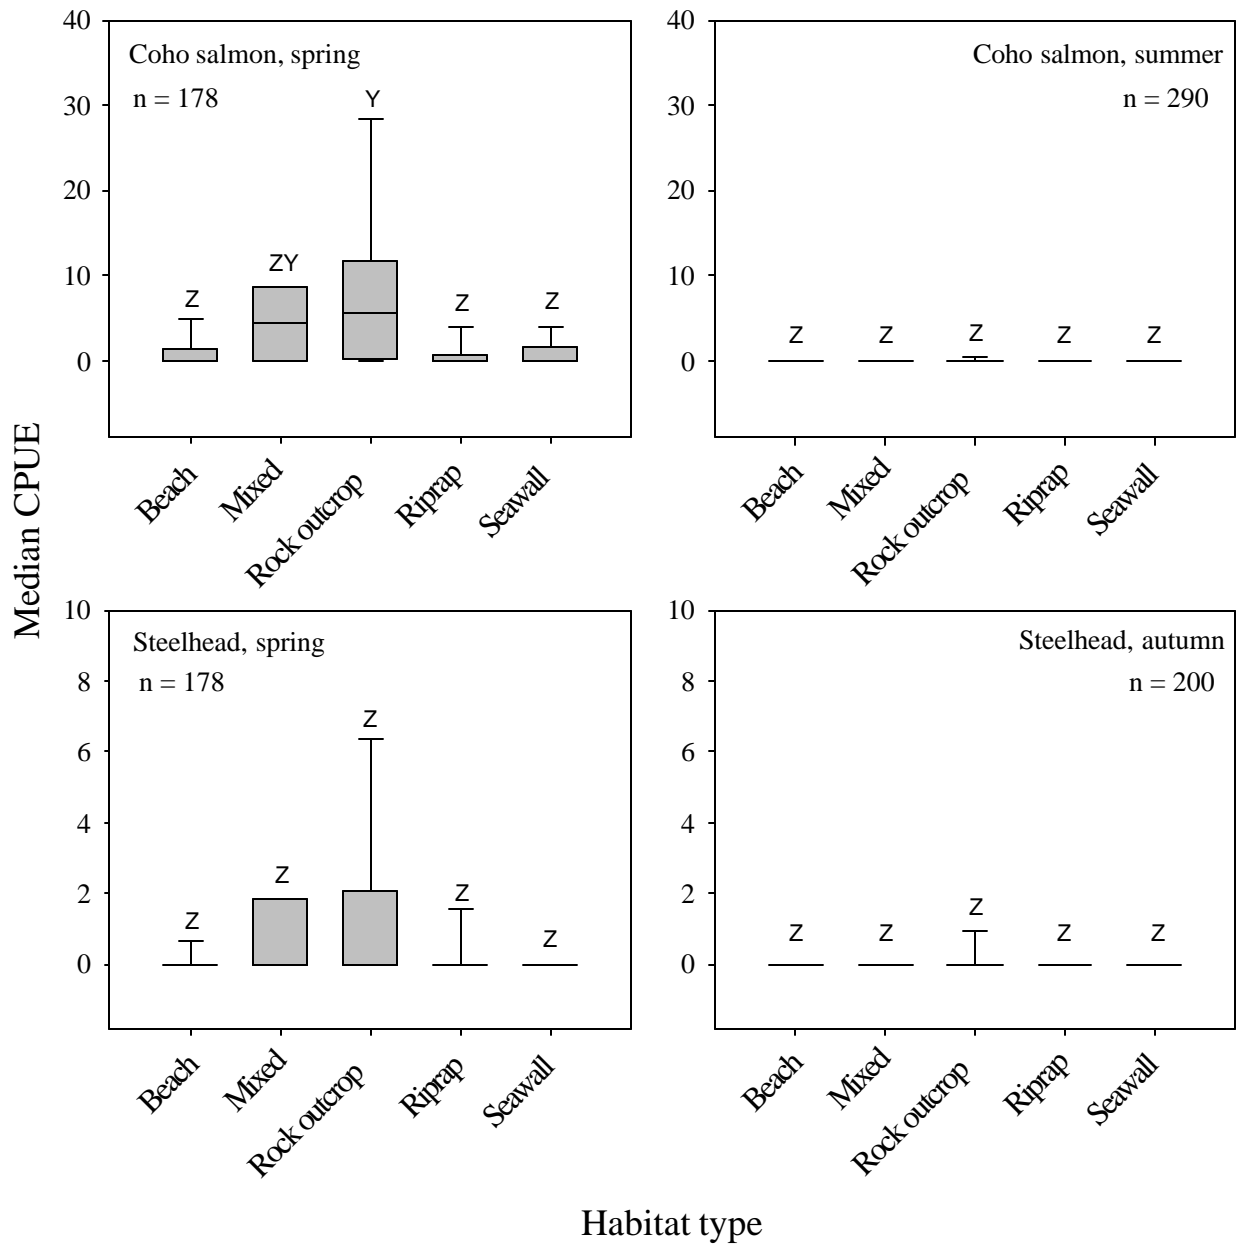 Median CPUE
40
30
20
10
0
Coho salmon, spring
n = 178
Z
ZY
Y
Z
Z
Beach
Mixed
Rock outcrop
Riprap
Seawall
40
30
20
10
0
Coho salmon, summer
n = 290
Z
Z
Z
Z
Z
Beach
Mixed
Rock outcrop
Riprap
Seawall
10
8
6
4
2
0
Steelhead, spring
n = 178
Z
Z
Z
Z
Z
Beach
Mixed
Rock outcrop
Riprap
Seawall
10
8
6
4
2
0
Steelhead, autumn
n = 200
Z
Z
Z
Z
Z
Beach
Mixed
Rock outcrop
Riprap
Seawall
Habitat type